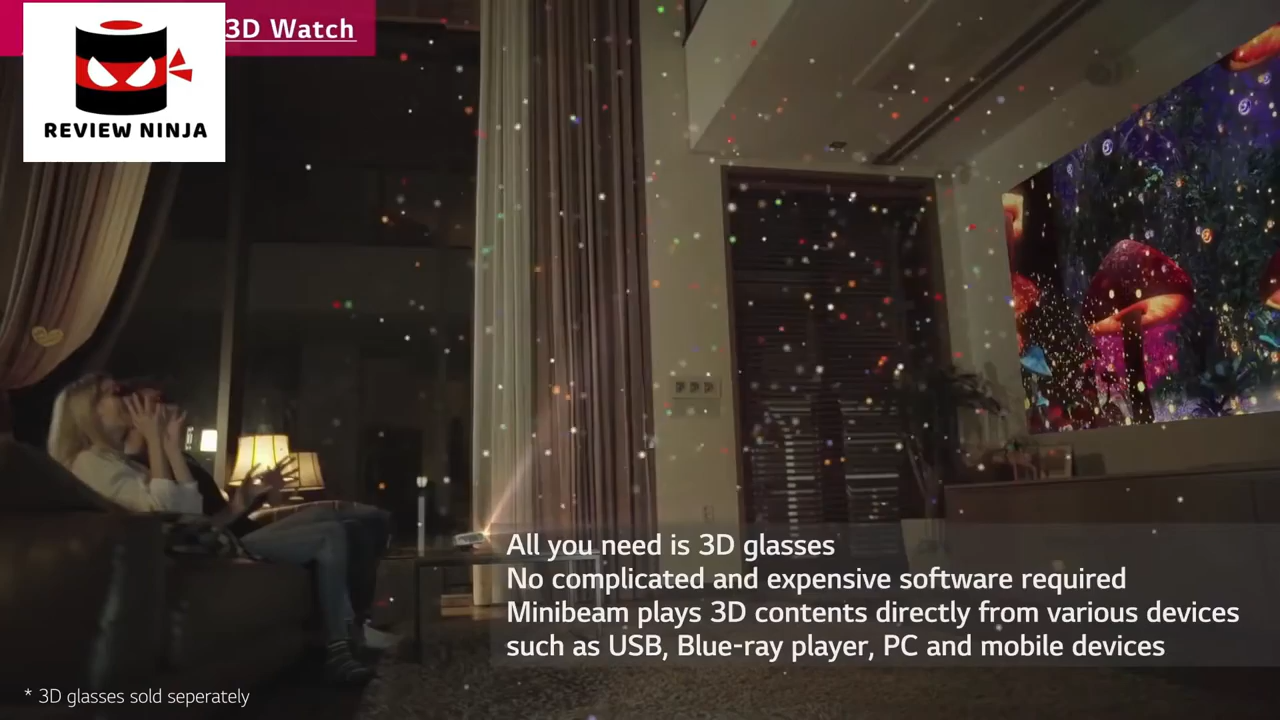 3D Watch
REVIEW NINJA
All you need is 3D glasses
No complicated and expensive software required
Minibeam plays 3D contents directly from various devices
such as USB, Blue-ray player, PC and mobile devices
* 3D glasses sold seperately